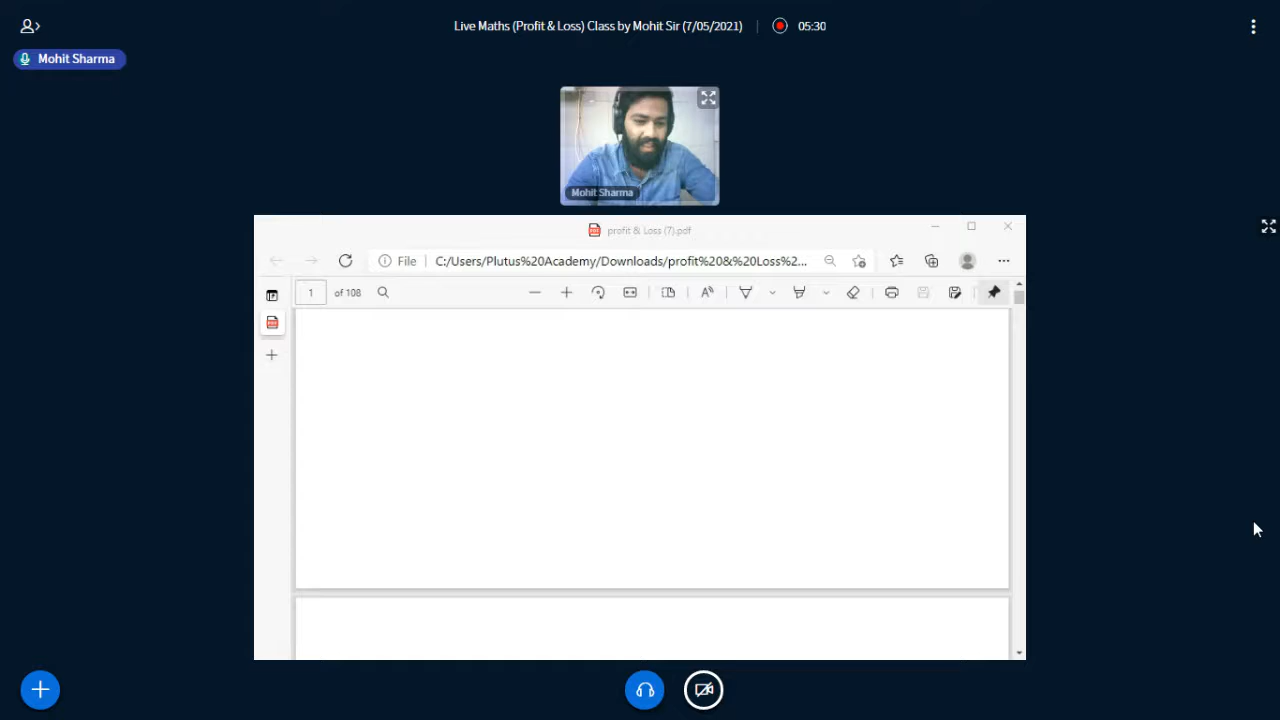 Live Maths (Profit & Loss) Class by Mohit Sir (7/05/2021)
05:30
Mohit Sharma
Mohit Sharma
profit & Loss (7).pdf
File
C:/Users/Plutus%20Academy/Downloads/profit%20&%20Loss%2...
1 of 108